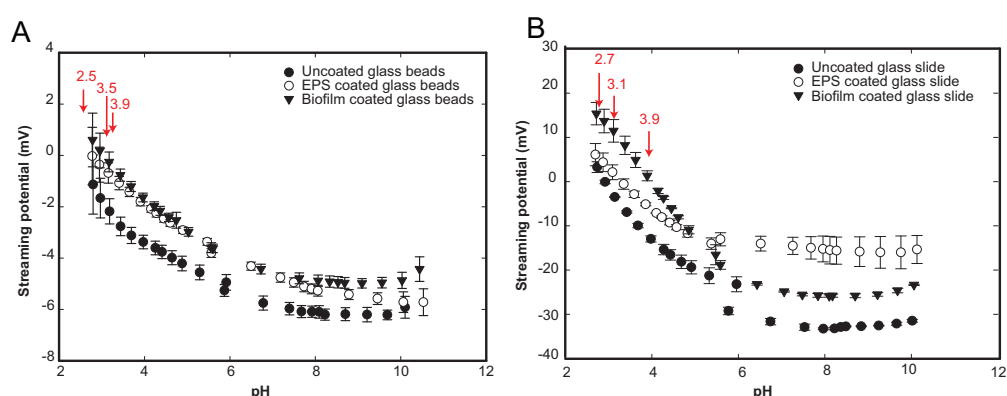 A
Streaming potential (mV)
4
2
0
-2
-4
-6
-8
2
4
6
8
10
12
pH
2.5
3.5
3.9
Uncoated glass beads
EPS coated glass beads
Biofilm coated glass beads
B
Streaming potential (mV)
30
20
10
0
-10
-20
-30
-40
2
4
6
8
10
12
pH
2.7
3.1
3.9
Uncoated glass slide
EPS coated glass slide
Biofilm coated glass slide